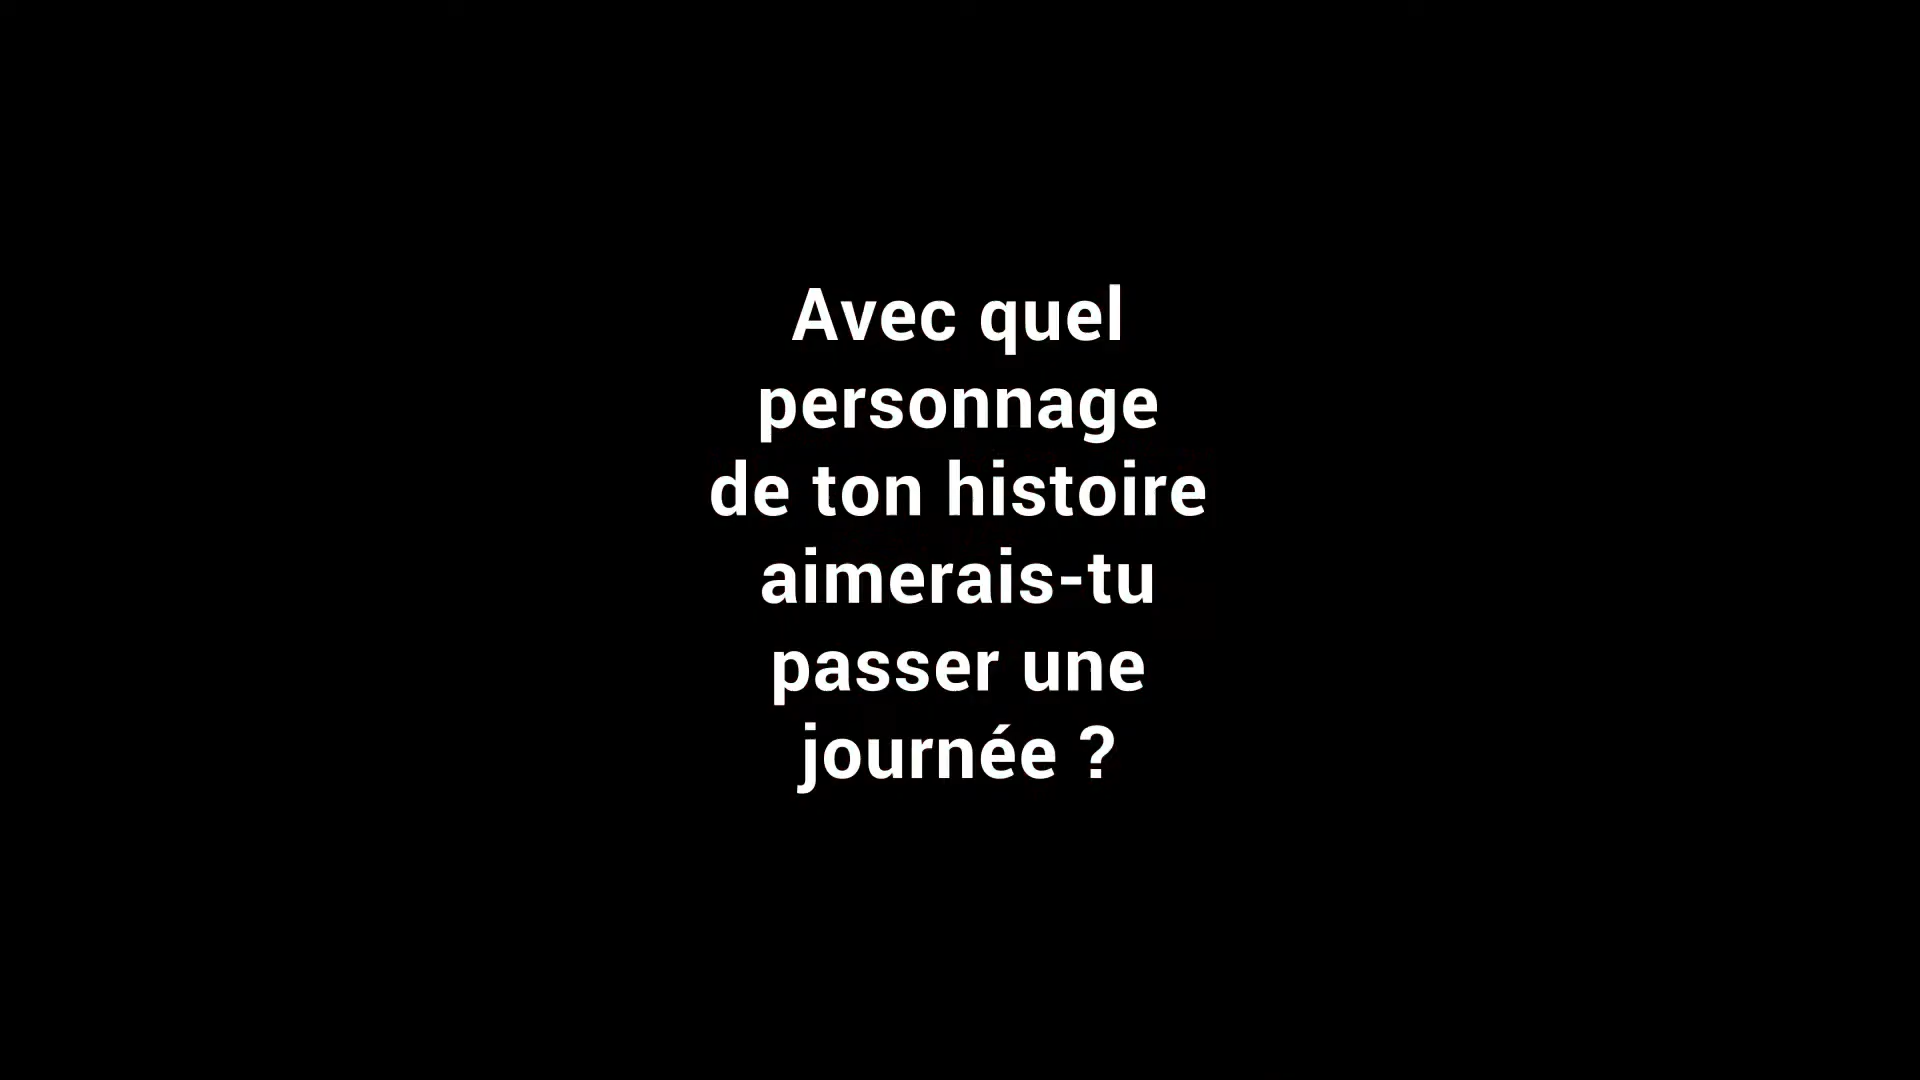 Avec quel
personnage
de ton histoire
aimerais-tu
passer une
journée ?